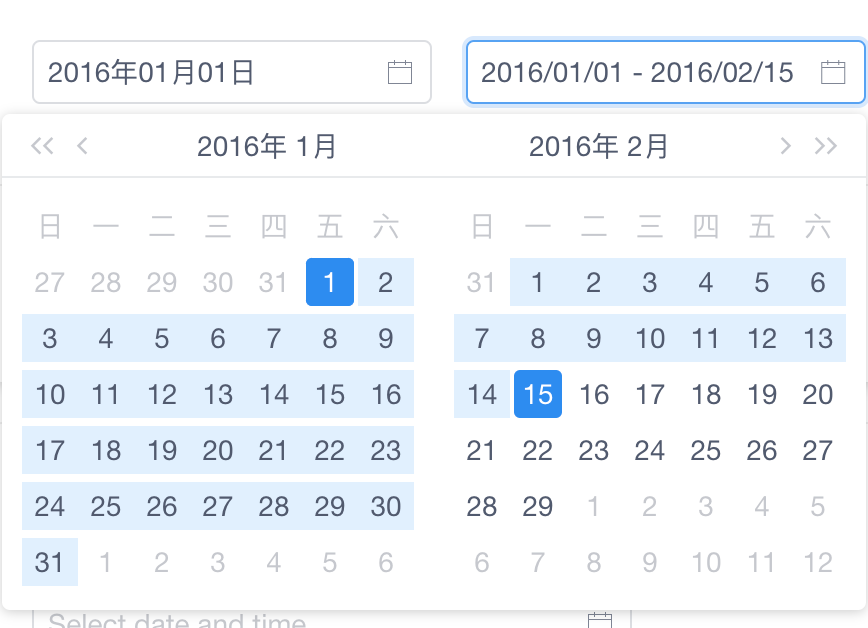 2016年01月01日 2016/01/01 - 2016/02/15
2016年 1月 2016年 2月
日 一 二 三 四 五 六 日 一 二 三 四 五 六
27 28 29 30 31 1 2 31 1 2 3 4 5 6
3 4 5 6 7 8 9 7 8 9 10 11 12 13
10 11 12 13 14 15 16 14 15 16 17 18 19 20
17 18 19 20 21 22 23 21 22 23 24 25 26 27
24 25 26 27 28 29 30 28 29 1 2 3 4 5
31 1 2 3 4 5 6 6 7 8 9 10 11 12
Select date and time